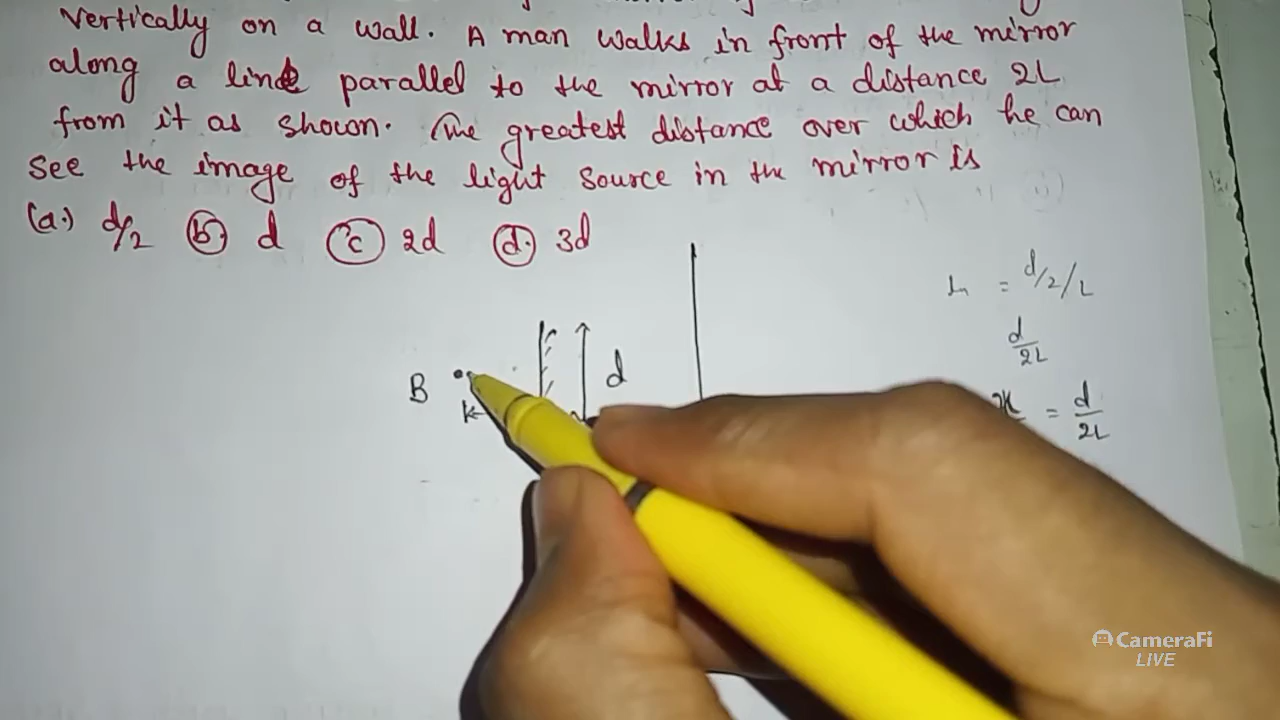 vertically on a wall. A man walks in front of the mirror
along a line parallel to the mirror at a distance 2L
from it as shown. The greatest distance over which he can
see the image of the light source in the mirror is
(a.) d/2 (b.) d (c) 2d (d.) 3d
= d/2/L
d
d/2L
B
x = d/2L
CameraFi
LIVE